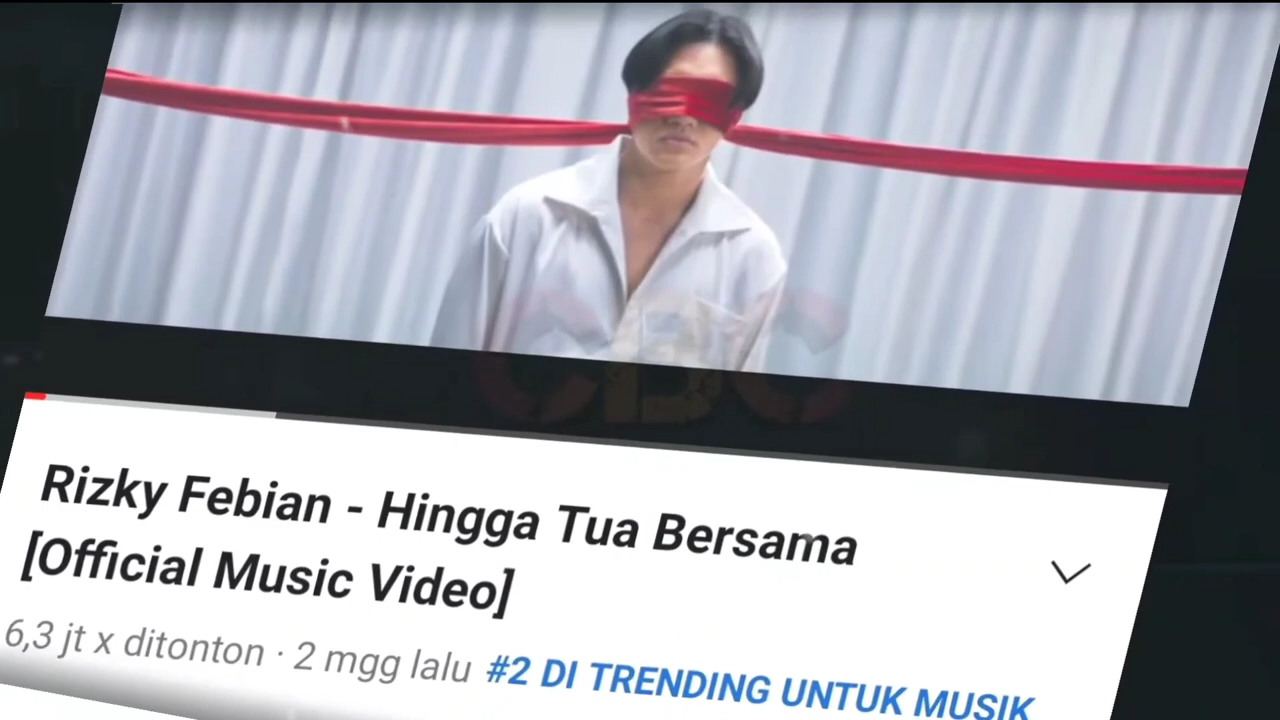 CBC
Rizky Febian - Hingga Tua Bersama
[Official Music Video]
6,3 jt x ditonton · 2 mgg lalu #2 DI TRENDING UNTUK MUSIK